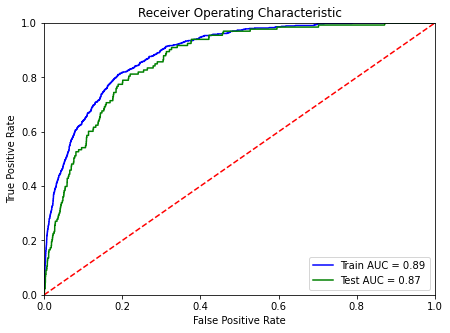 Receiver Operating Characteristic
True Positive Rate
1.0
0.8
0.6
0.4
0.2
0.0
Train AUC = 0.89
Test AUC = 0.87
0.0 0.2 0.4 0.6 0.8 1.0
False Positive Rate